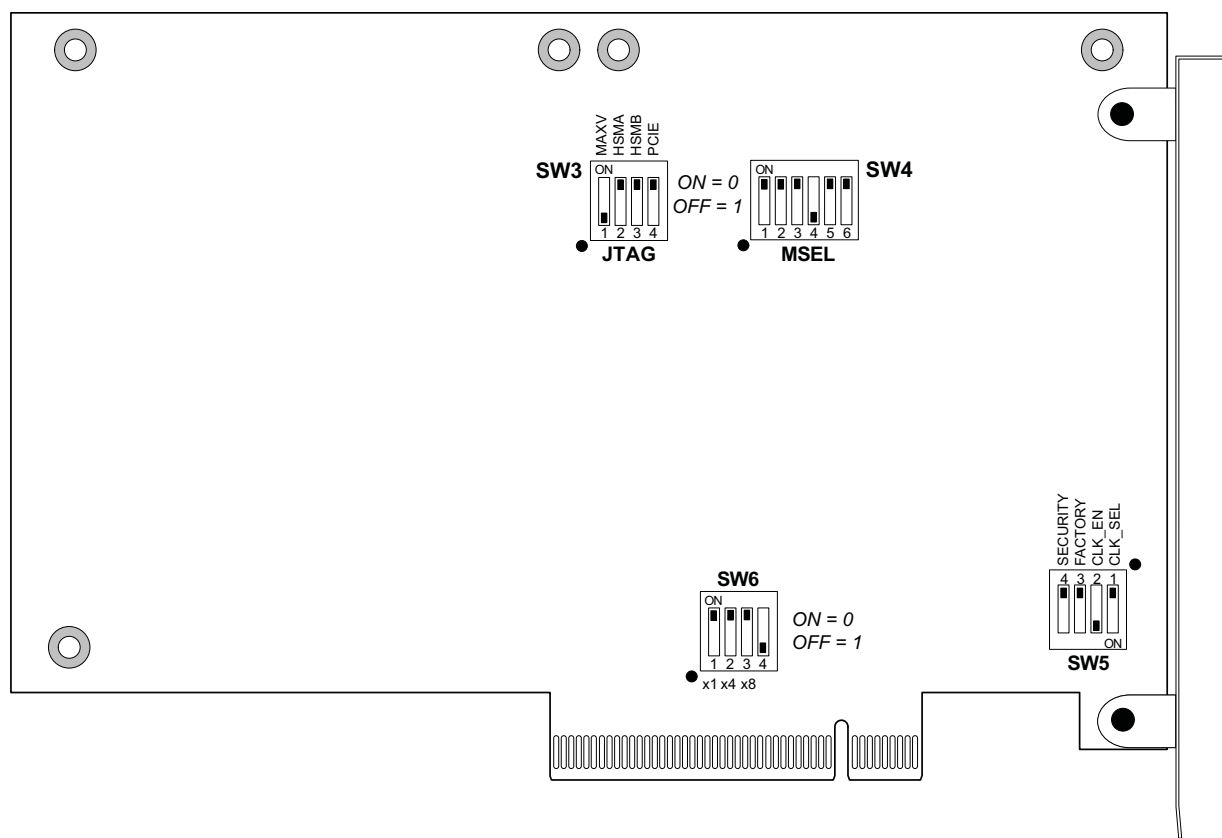 MAXV
HSMA
HSMB
PCIE
SW3
ON
1 2 3 4
JTAG
ON = 0
OFF = 1
ON
1 2 3 4 5 6
MSEL
SW4
SECURITY
FACTORY
CLK_EN
CLK_SEL
4 3 2 1
ON
SW5
SW6
ON
1 2 3 4
x1 x4 x8
ON = 0
OFF = 1